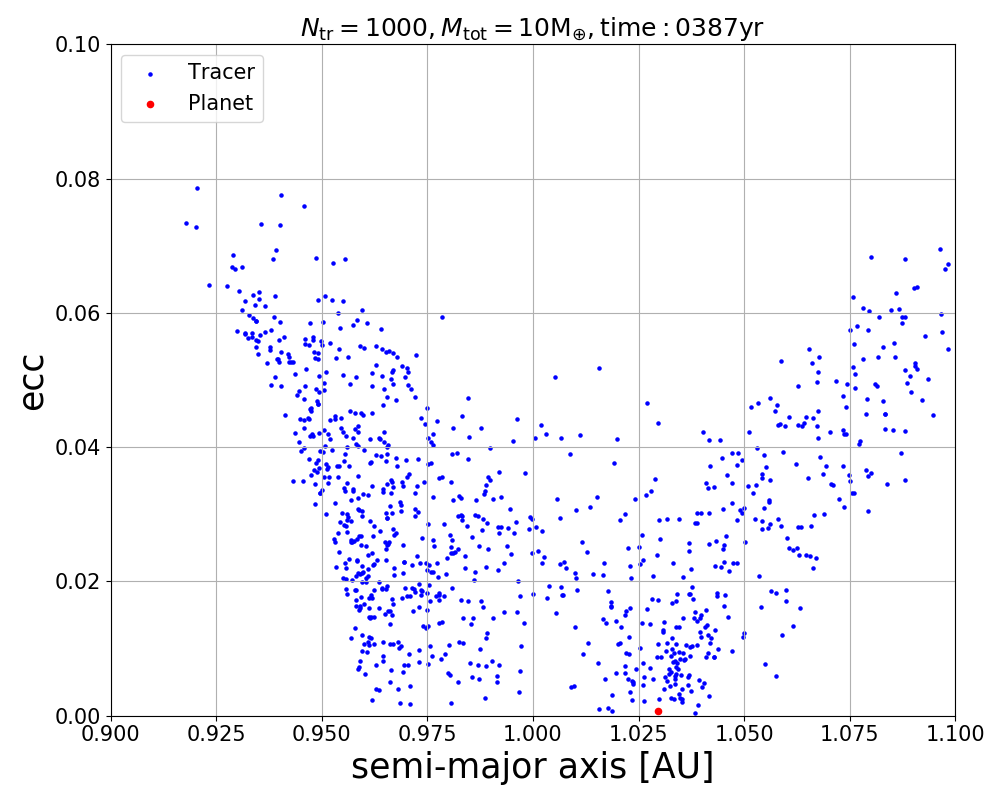 N_tr = 1000, M_tot = 10M_⊕, time : 0387yr
Tracer
Planet
0.10
0.08
0.06
0.04
0.02
0.00
ecc
0.900 0.925 0.950 0.975 1.000 1.025 1.050 1.075 1.100
semi-major axis [AU]